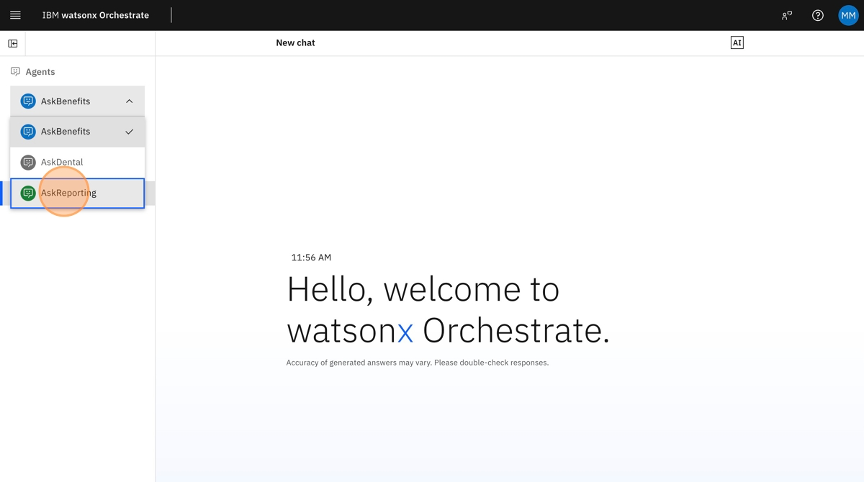 IBM watsonx Orchestrate
MM
New chat
AI
Agents
AskBenefits
AskBenefits
AskDental
AskReporting
11:56 AM
Hello, welcome to
watsonx Orchestrate.
Accuracy of generated answers may vary. Please double-check responses.